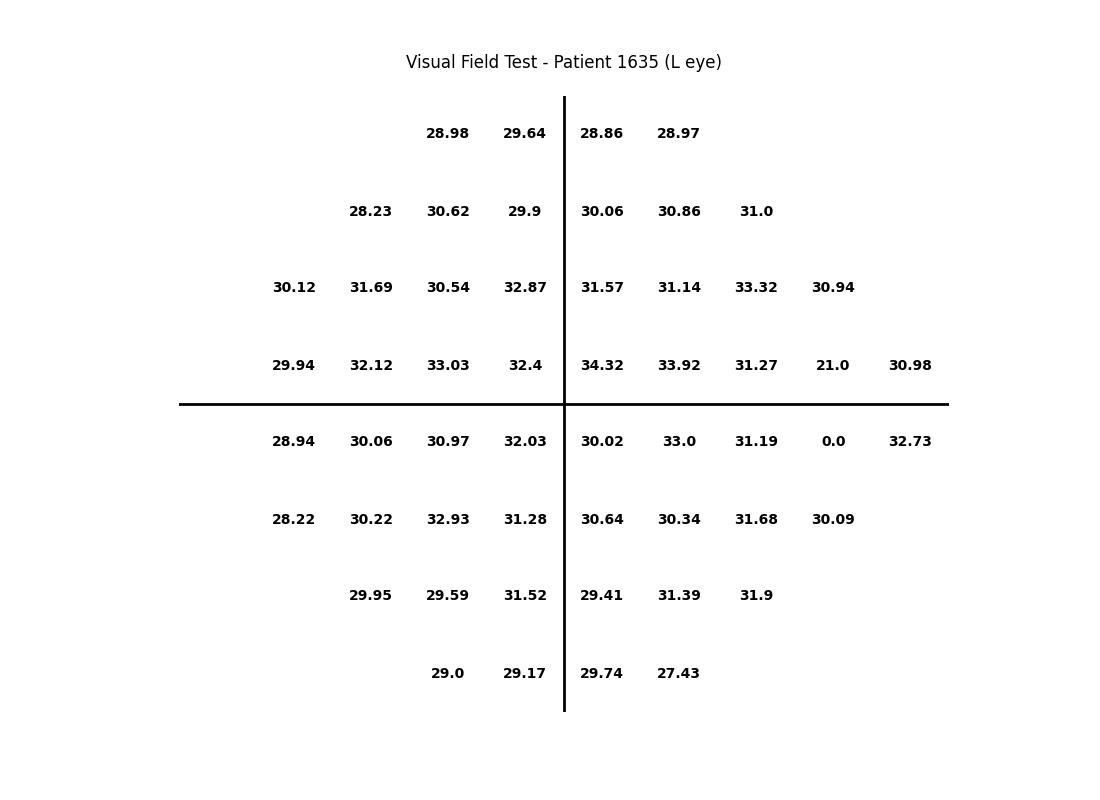 Visual Field Test - Patient 1635 (L eye)
28.98 29.64 28.86 28.97
28.23 30.62 29.9 30.06 30.86 31.0
30.12 31.69 30.54 32.87 31.57 31.14 33.32 30.94
29.94 32.12 33.03 32.4 34.32 33.92 31.27 21.0 30.98
28.94 30.06 30.97 32.03 30.02 33.0 31.19 0.0 32.73
28.22 30.22 32.93 31.28 30.64 30.34 31.68 30.09
29.95 29.59 31.52 29.41 31.39 31.9
29.0 29.17 29.74 27.43